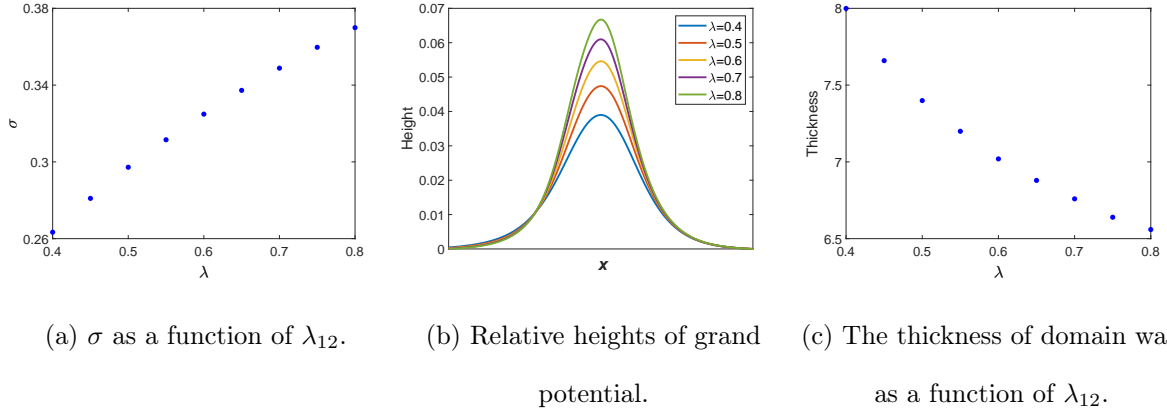 0.38
0.34
0.3
0.26
σ
0.4 0.5 0.6 0.7 0.8
λ
0.07
0.06
0.05
0.04
0.03
0.02
0.01
0
Height
x
λ=0.4
λ=0.5
λ=0.6
λ=0.7
λ=0.8
8
7.5
7
6.5
Thickness
0.4 0.5 0.6 0.7 0.8
λ
(a) σ as a function of λ₁₂.
(b) Relative heights of grand
potential.
(c) The thickness of domain wa
as a function of λ₁₂.